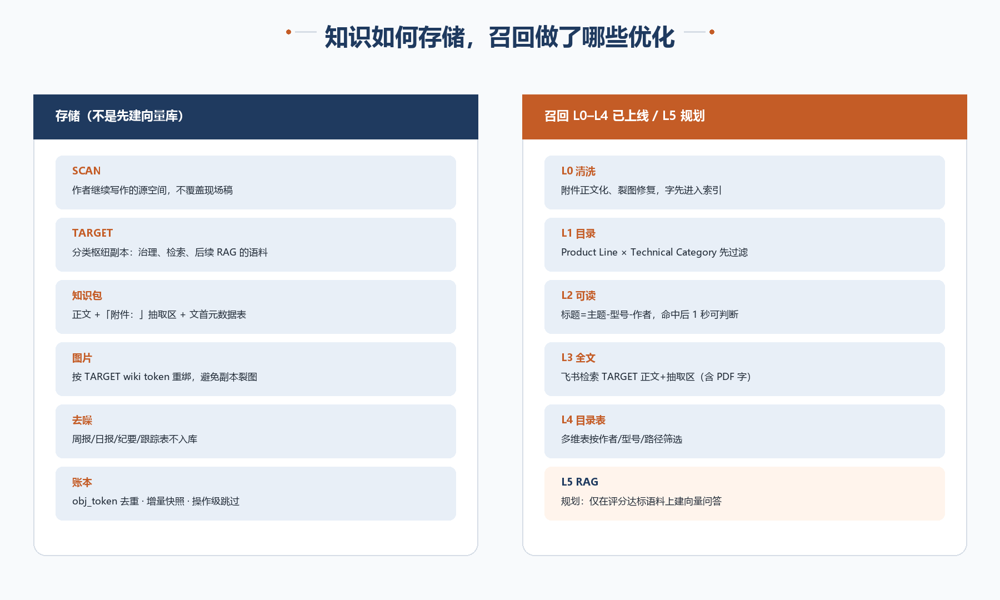 知识如何存储，召回做了哪些优化
存储（不是先建向量库）
SCAN
作者继续写作的源空间，不覆盖现场稿
TARGET
分类枢纽副本：治理、检索、后续 RAG 的语料
知识包
正文 +「附件：」抽取区 + 文首元数据表
图片
按 TARGET wiki token 重绑，避免副本裂图
去噪
周报/日报/纪要/跟踪表不入库
账本
obj_token 去重 · 增量快照 · 操作级跳过
召回 L0–L4 已上线 / L5 规划
L0 清洗
附件正文化、裂图修复，字先进入索引
L1 目录
Product Line × Technical Category 先过滤
L2 可读
标题=主题-型号-作者，命中后 1 秒可判断
L3 全文
飞书检索 TARGET 正文+抽取区（含 PDF 字）
L4 目录表
多维表按作者/型号/路径筛选
L5 RAG
规划：仅在评分达标语料上建向量问答